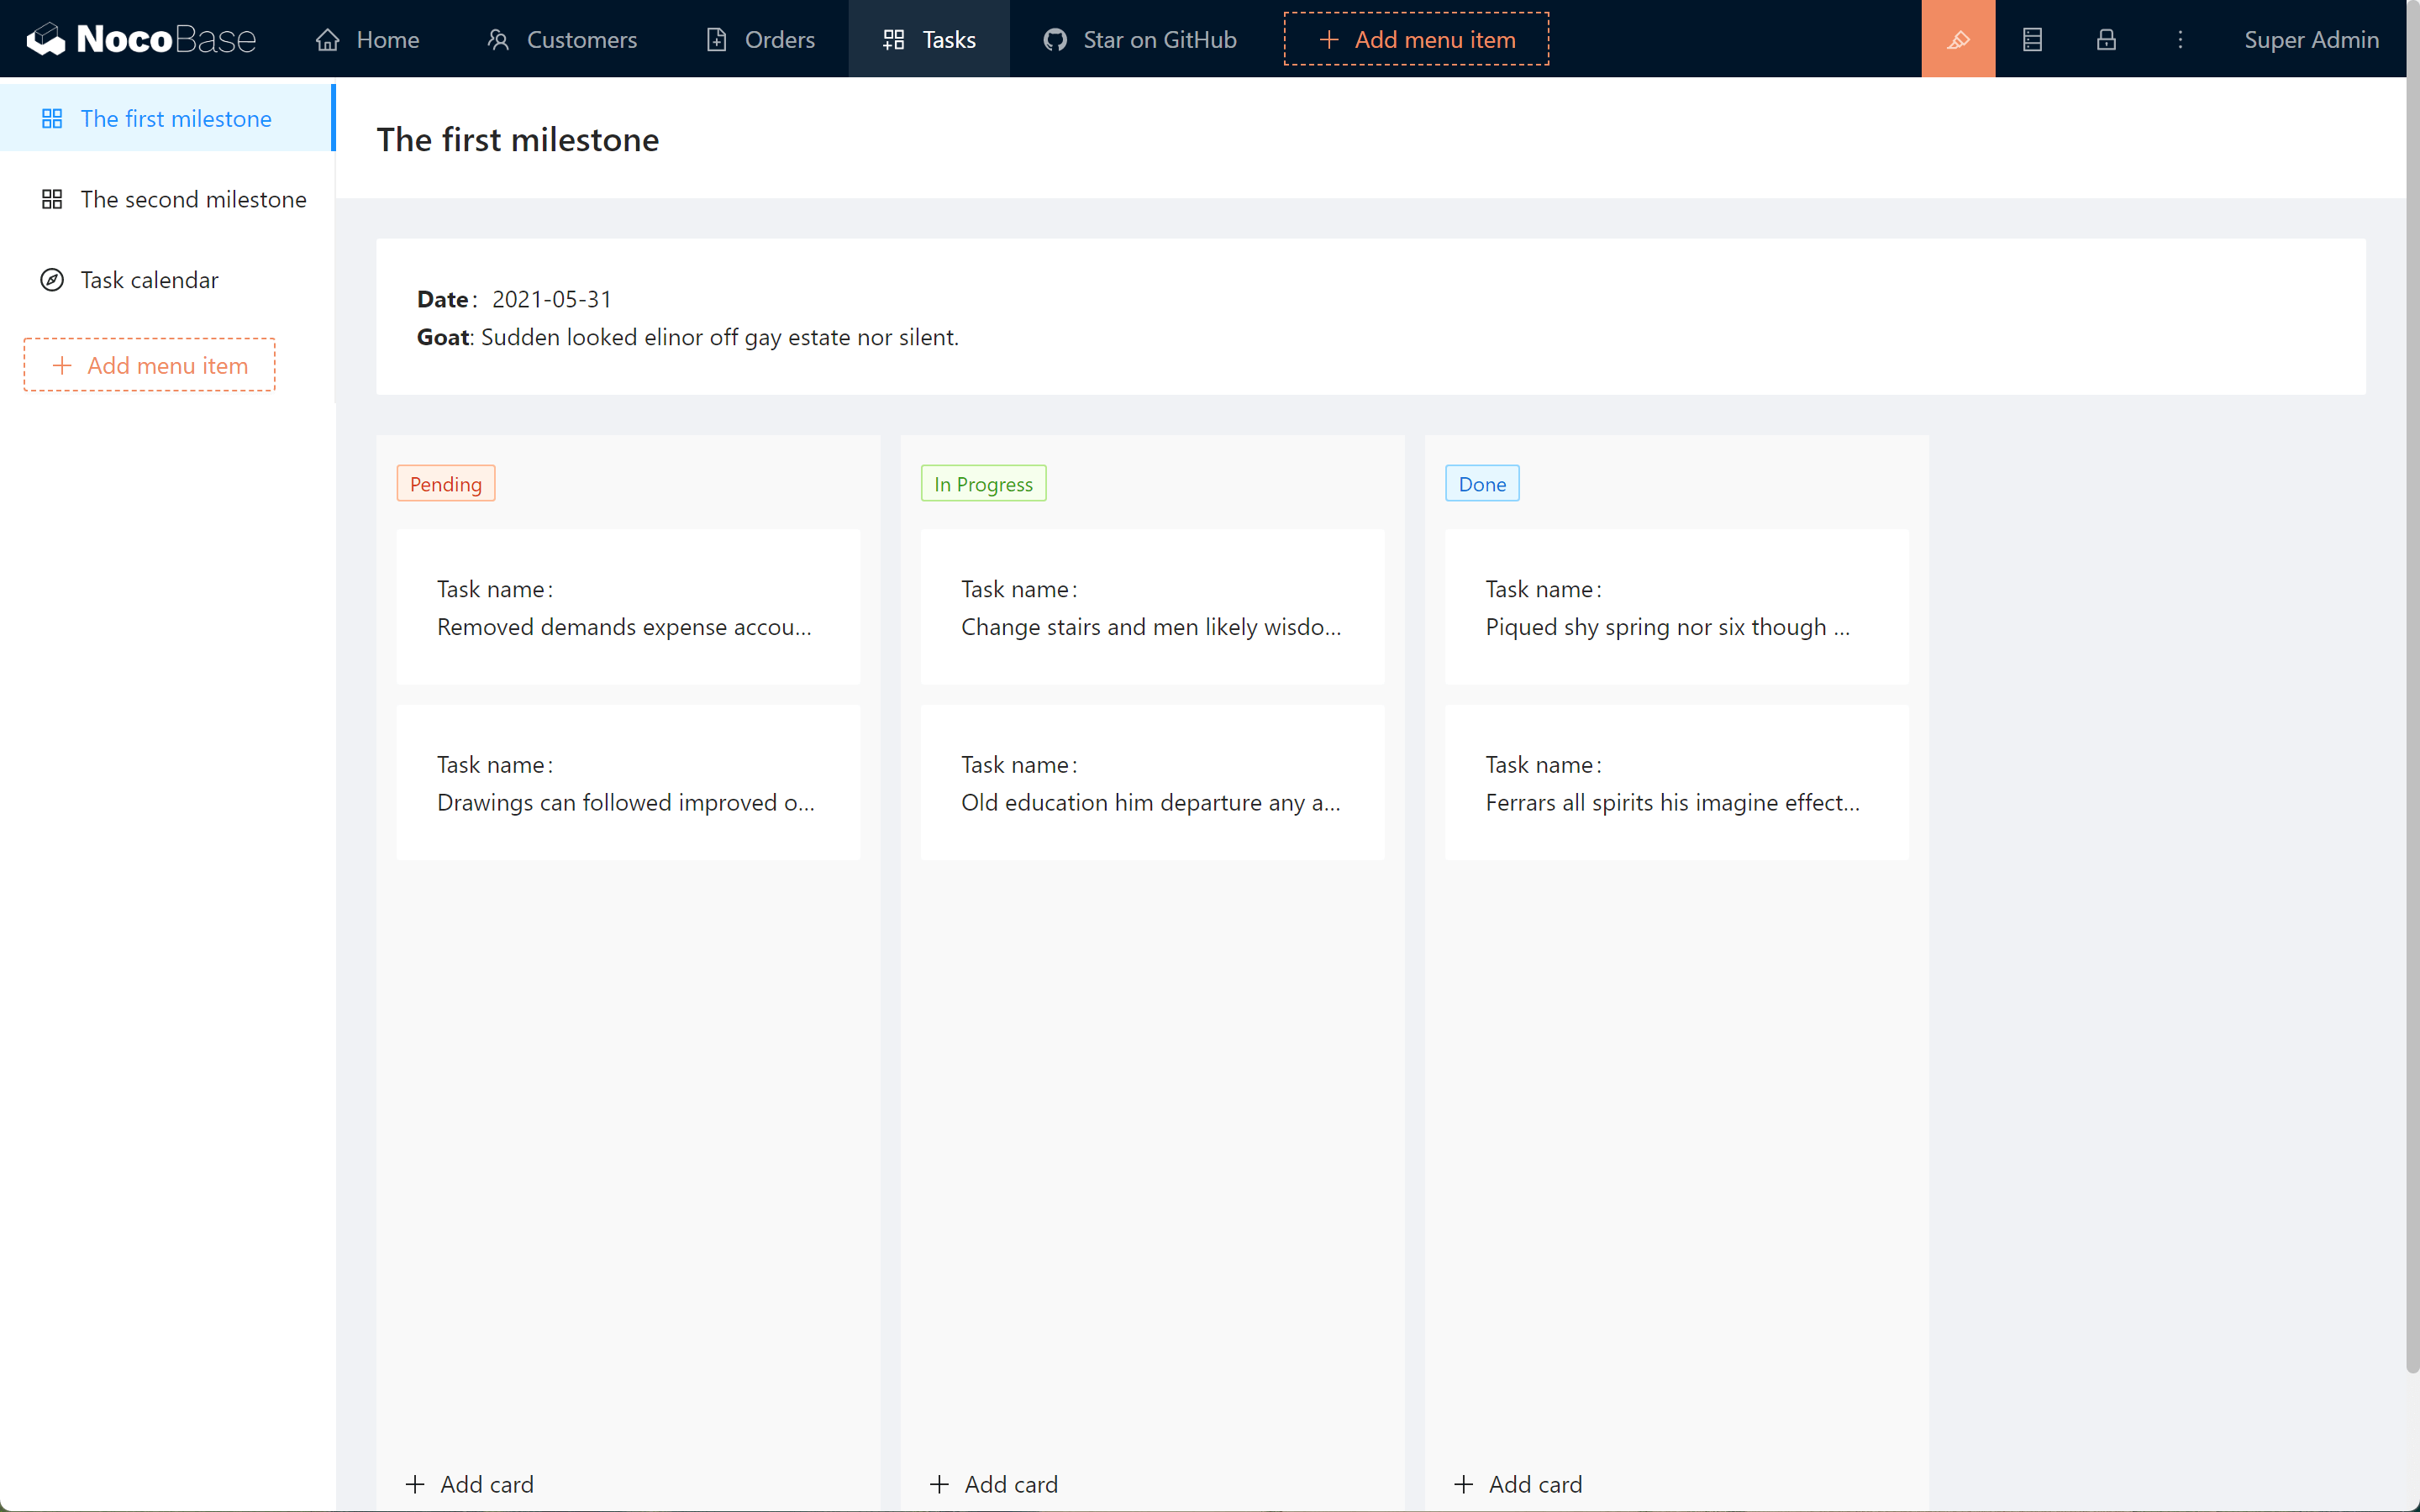 NocoBase
Home
Customers
Orders
Tasks
Star on GitHub
+ Add menu item
Super Admin
The first milestone
The second milestone
Task calendar
+ Add menu item
The first milestone
Date: 2021-05-31
Goat: Sudden looked elinor off gay estate nor silent.
Pending
Task name:
Removed demands expense accou...
Task name:
Drawings can followed improved o...
+ Add card
In Progress
Task name:
Change stairs and men likely wisdo...
Task name:
Old education him departure any a...
+ Add card
Done
Task name:
Piqued shy spring nor six though ...
Task name:
Ferrars all spirits his imagine effect...
+ Add card